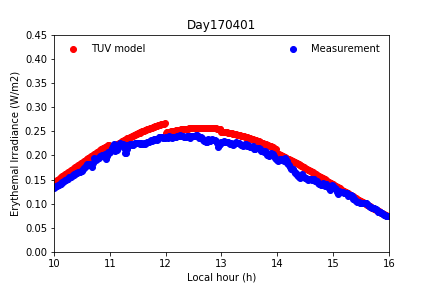 Day170401
TUV model
Measurement
Erythemal Irradiance (W/m2)
0.45
0.40
0.35
0.30
0.25
0.20
0.15
0.10
0.05
0.00
10 11 12 13 14 15 16
Local hour (h)